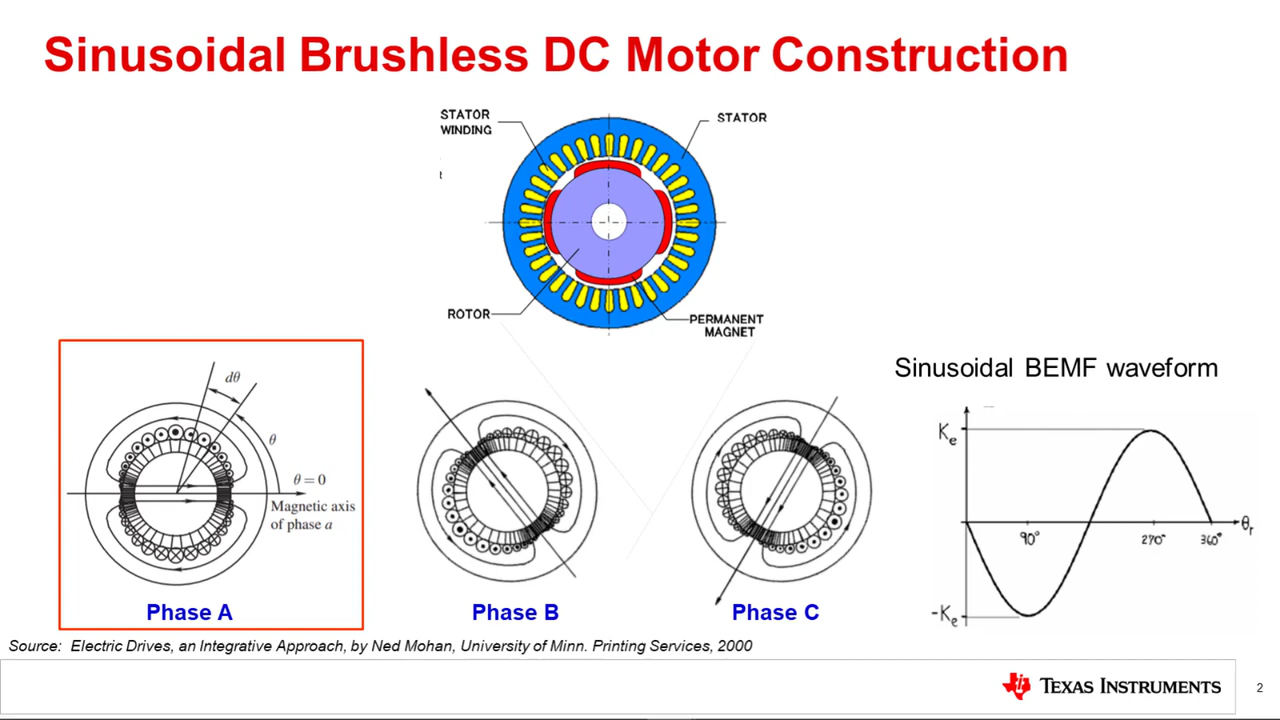 Sinusoidal Brushless DC Motor Construction
STATOR
WINDING
STATOR
ROTOR
PERMANENT
MAGNET
dθ
θ
θ = 0
Magnetic axis
of phase a
Phase A
Phase B
Phase C
Sinusoidal BEMF waveform
Ke
90°
270°
360°
θr
-Ke
Source: Electric Drives, an Integrative Approach, by Ned Mohan, University of Minn. Printing Services, 2000
TEXAS INSTRUMENTS
2